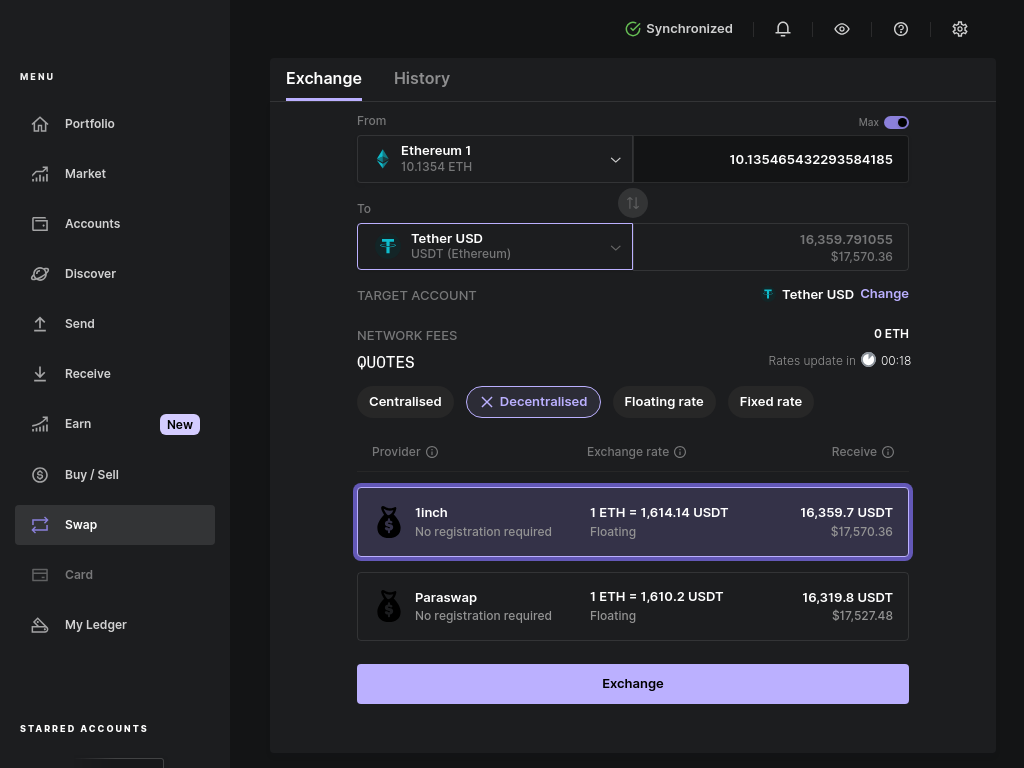 Synchronized
MENU
Portfolio
Market
Accounts
Discover
Send
Receive
Earn New
Buy / Sell
Swap
Card
My Ledger
STARRED ACCOUNTS
Exchange History
From Max
Ethereum 1
10.1354 ETH
10.135465432293584185
To
Tether USD
USDT (Ethereum)
16,359.791055
$17,570.36
TARGET ACCOUNT Tether USD Change
NETWORK FEES 0 ETH
QUOTES Rates update in 00:18
Centralised Decentralised Floating rate Fixed rate
Provider Exchange rate Receive
1inch 1 ETH = 1,614.14 USDT 16,359.7 USDT
No registration required Floating $17,570.36
Paraswap 1 ETH = 1,610.2 USDT 16,319.8 USDT
No registration required Floating $17,527.48
Exchange